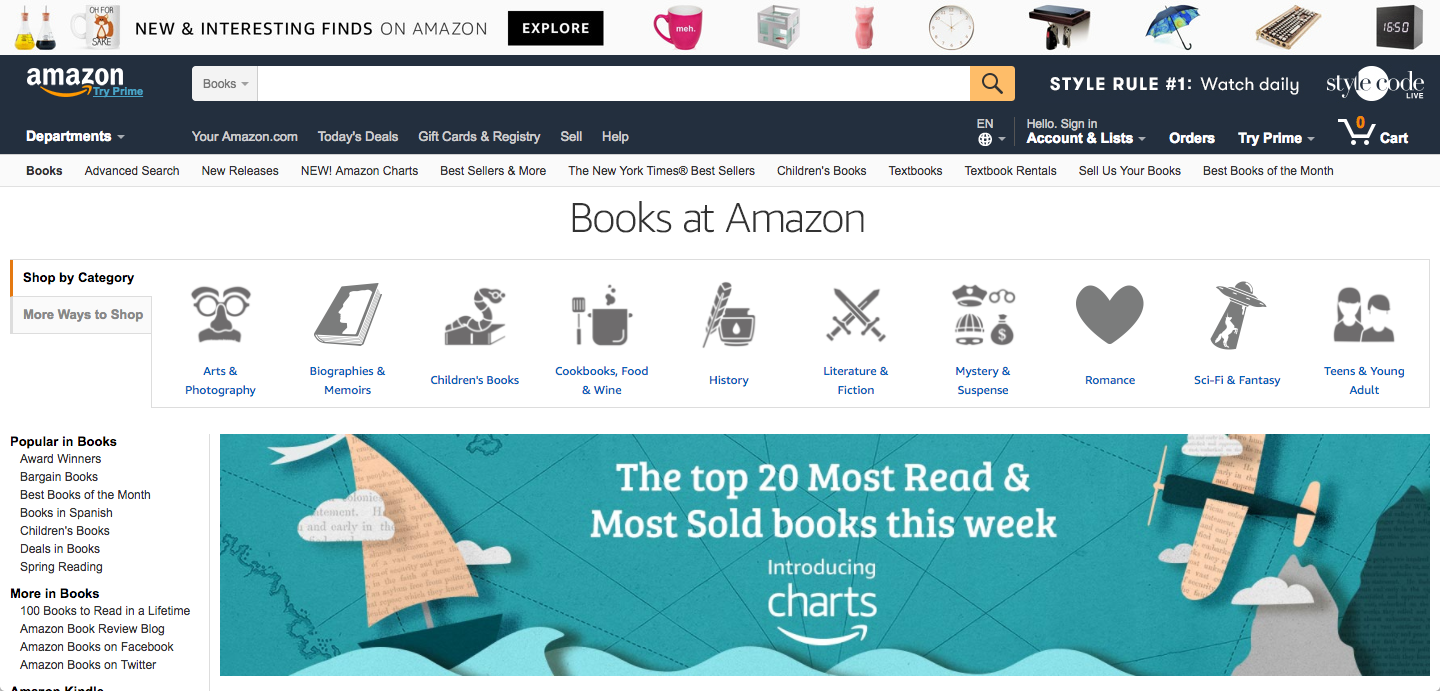 OH FOR
SAKE
NEW & INTERESTING FINDS ON AMAZON
EXPLORE
meh.
16:50
amazon
Try Prime
Books
STYLE RULE #1: Watch daily
style code
LIVE
Departments
Your Amazon.com
Today's Deals
Gift Cards & Registry
Sell
Help
EN
Hello. Sign in
Account & Lists
Orders
Try Prime
0
Cart
Books
Advanced Search
New Releases
NEW! Amazon Charts
Best Sellers & More
The New York Times® Best Sellers
Children's Books
Textbooks
Textbook Rentals
Sell Us Your Books
Best Books of the Month
Books at Amazon
Shop by Category
More Ways to Shop
$
Arts &
Photography
Biographies &
Memoirs
Children's Books
Cookbooks, Food
& Wine
History
Literature &
Fiction
Mystery &
Suspense
Romance
Sci-Fi & Fantasy
Teens & Young
Adult
Popular in Books
Award Winners
Bargain Books
Best Books of the Month
Books in Spanish
Children's Books
Deals in Books
Spring Reading
More in Books
100 Books to Read in a Lifetime
Amazon Book Review Blog
Amazon Books on Facebook
Amazon Books on Twitter
Amazon Kindle
The top 20 Most Read &
Most Sold books this week
Introducing
charts